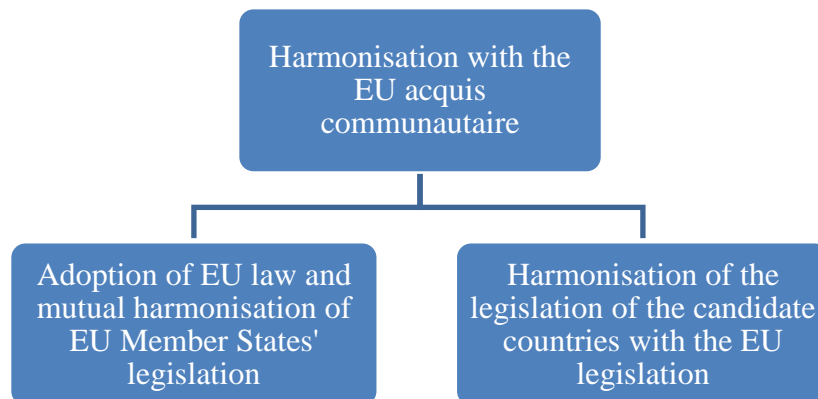 Harmonisation with the
EU acquis
communautaire
Adoption of EU law and
mutual harmonisation of
EU Member States'
legislation
Harmonisation of the
legislation of the candidate
countries with the EU
legislation